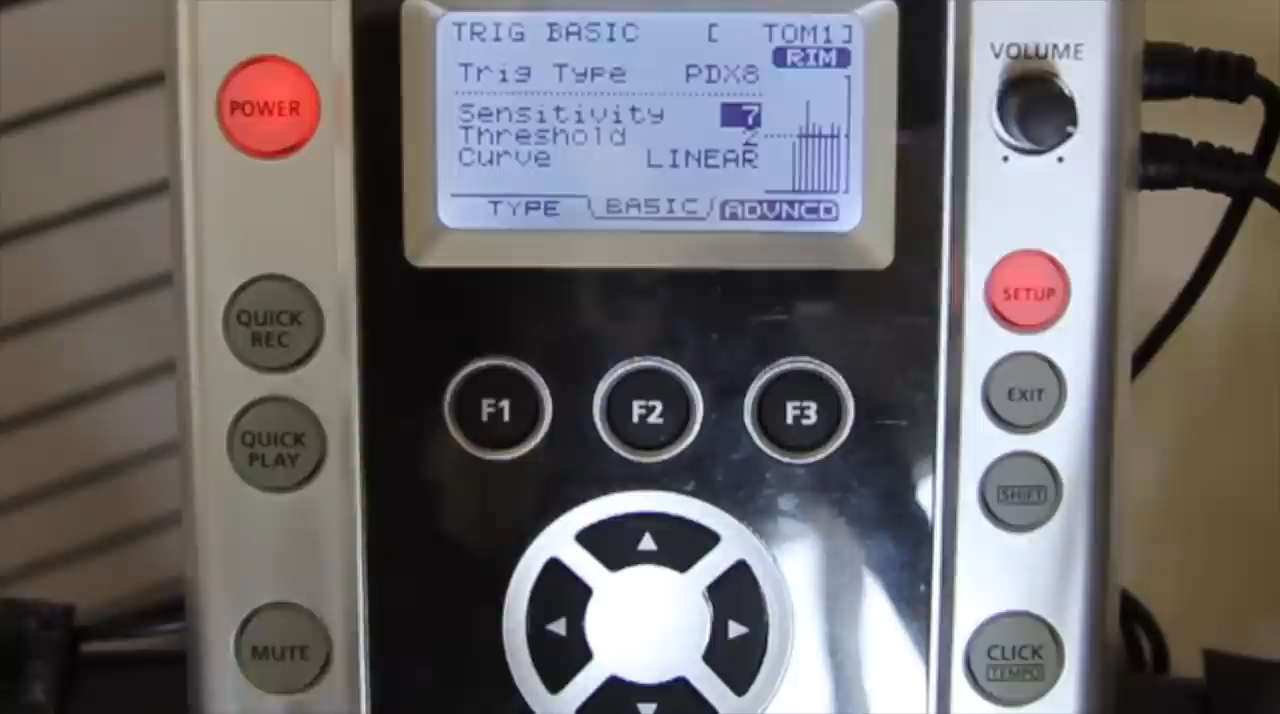 TRIG BASIC [ TOM1]
RIM
Trig Type PDX8
Sensitivity 7
Threshold 2
Curve LINEAR
TYPE BASIC ADVNCD
POWER
QUICK
REC
QUICK
PLAY
MUTE
F1 F2 F3
VOLUME
SETUP
EXIT
SHIFT
CLICK
TEMPO